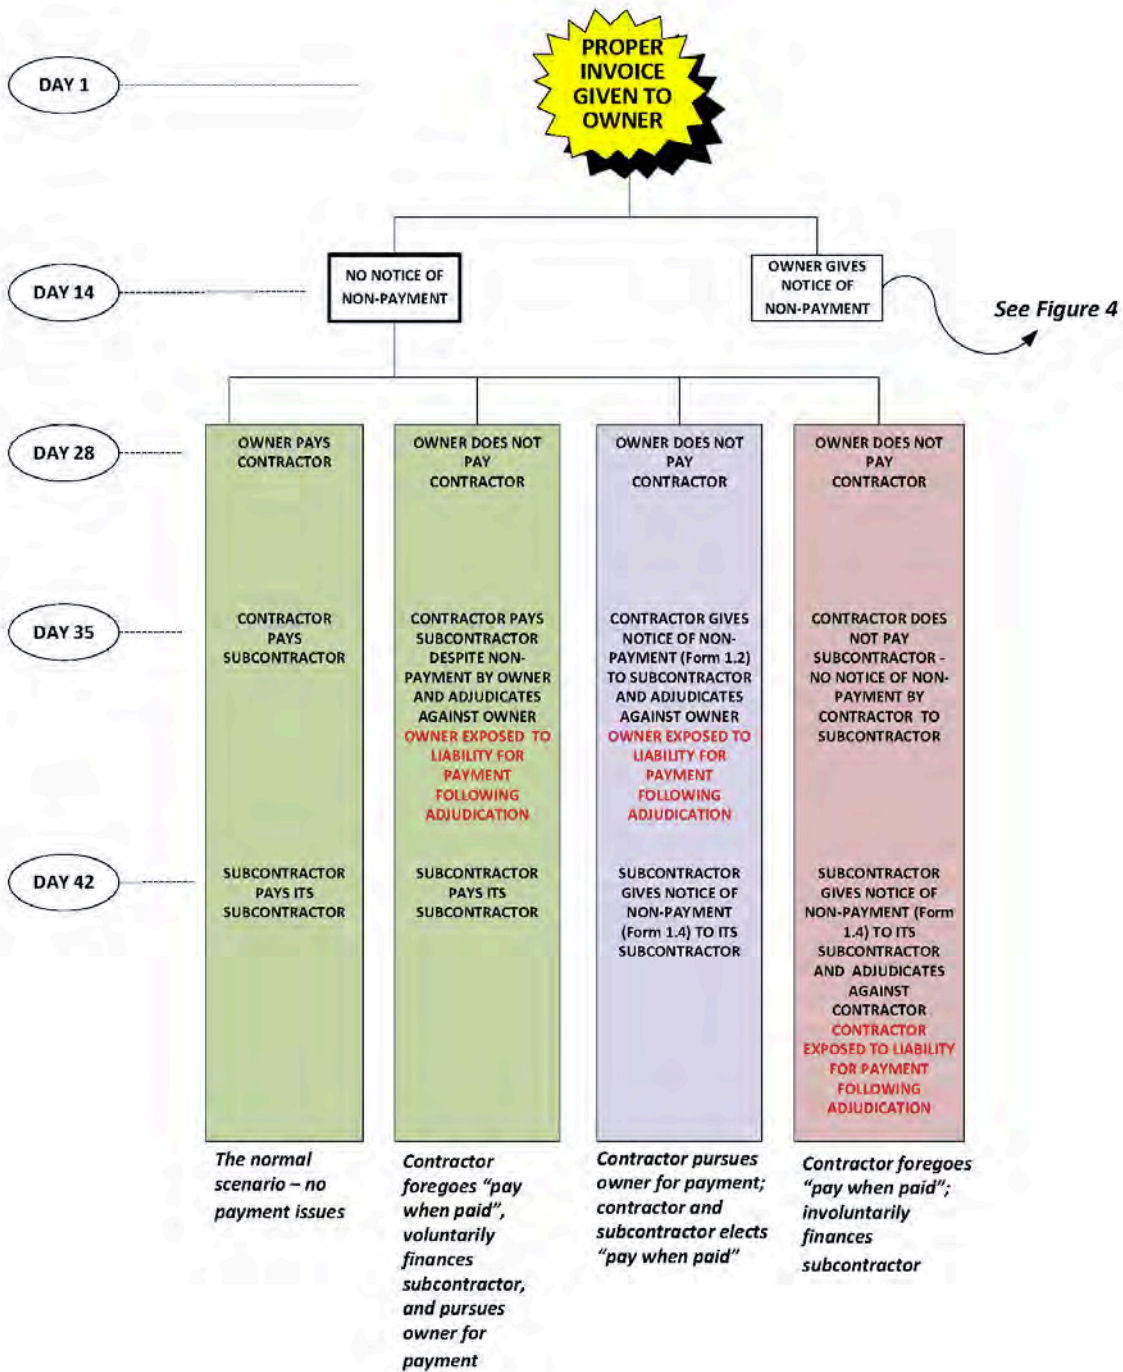 DAY 1
PROPER
INVOICE
GIVEN TO
OWNER
DAY 14
NO NOTICE OF
NON-PAYMENT
OWNER GIVES
NOTICE OF
NON-PAYMENT
See Figure 4
DAY 28
OWNER PAYS
CONTRACTOR
OWNER DOES NOT
PAY
CONTRACTOR
OWNER DOES NOT
PAY
CONTRACTOR
OWNER DOES NOT
PAY
CONTRACTOR
DAY 35
CONTRACTOR
PAYS
SUBCONTRACTOR
CONTRACTOR PAYS
SUBCONTRACTOR
DESPITE NON-
PAYMENT BY OWNER
AND ADJUDICATES
AGAINST OWNER
OWNER EXPOSED TO
LIABILITY FOR
PAYMENT
FOLLOWING
ADJUDICATION
CONTRACTOR GIVES
NOTICE OF NON-
PAYMENT (Form 1.2)
TO SUBCONTRACTOR
AND ADJUDICATES
AGAINST OWNER
OWNER EXPOSED TO
LIABILITY FOR
PAYMENT
FOLLOWING
ADJUDICATION
CONTRACTOR DOES
NOT PAY
SUBCONTRACTOR -
NO NOTICE OF NON-
PAYMENT BY
CONTRACTOR TO
SUBCONTRACTOR
DAY 42
SUBCONTRACTOR
PAYS ITS
SUBCONTRACTOR
SUBCONTRACTOR
PAYS ITS
SUBCONTRACTOR
SUBCONTRACTOR
GIVES NOTICE OF
NON-PAYMENT
(Form 1.4) TO ITS
SUBCONTRACTOR
SUBCONTRACTOR
GIVES NOTICE OF
NON-PAYMENT (Form
1.4) TO ITS
SUBCONTRACTOR
AND ADJUDICATES
AGAINST
CONTRACTOR
CONTRACTOR
EXPOSED TO LIABILITY
FOR PAYMENT
FOLLOWING
ADJUDICATION
The normal
scenario – no
payment issues
Contractor
foregoes “pay
when paid”,
voluntarily
finances
subcontractor,
and pursues
owner for
payment
Contractor pursues
owner for payment;
contractor and
subcontractor elects
“pay when paid”
Contractor foregoes
“pay when paid”;
involuntarily
finances
subcontractor